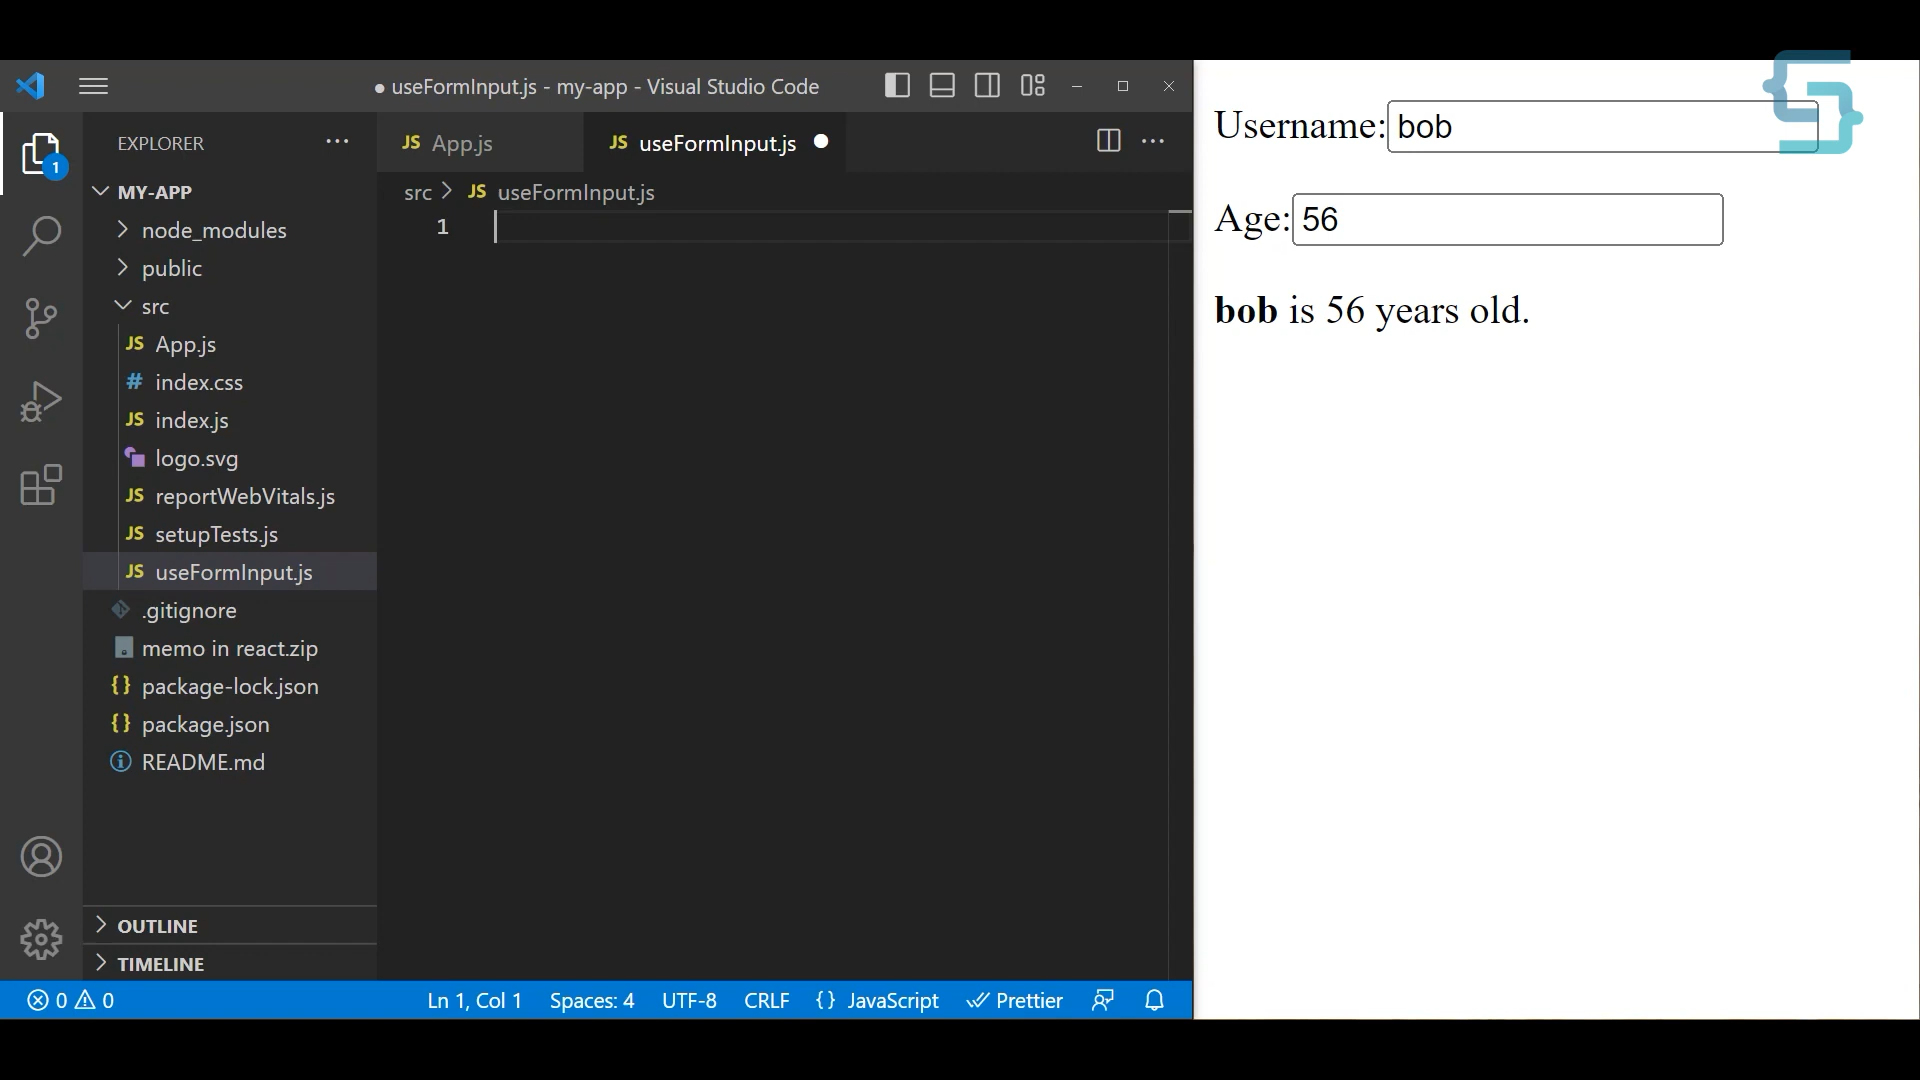 ● useFormInput.js - my-app - Visual Studio Code
EXPLORER
JS App.js
JS useFormInput.js
src > JS useFormInput.js
1
MY-APP
node_modules
public
src
JS App.js
# index.css
JS index.js
logo.svg
JS reportWebVitals.js
JS setupTests.js
JS useFormInput.js
.gitignore
memo in react.zip
{} package-lock.json
{} package.json
README.md
OUTLINE
TIMELINE
1
0 0
Ln 1, Col 1
Spaces: 4
UTF-8
CRLF
{} JavaScript
Prettier
Username: bob
Age: 56
bob is 56 years old.